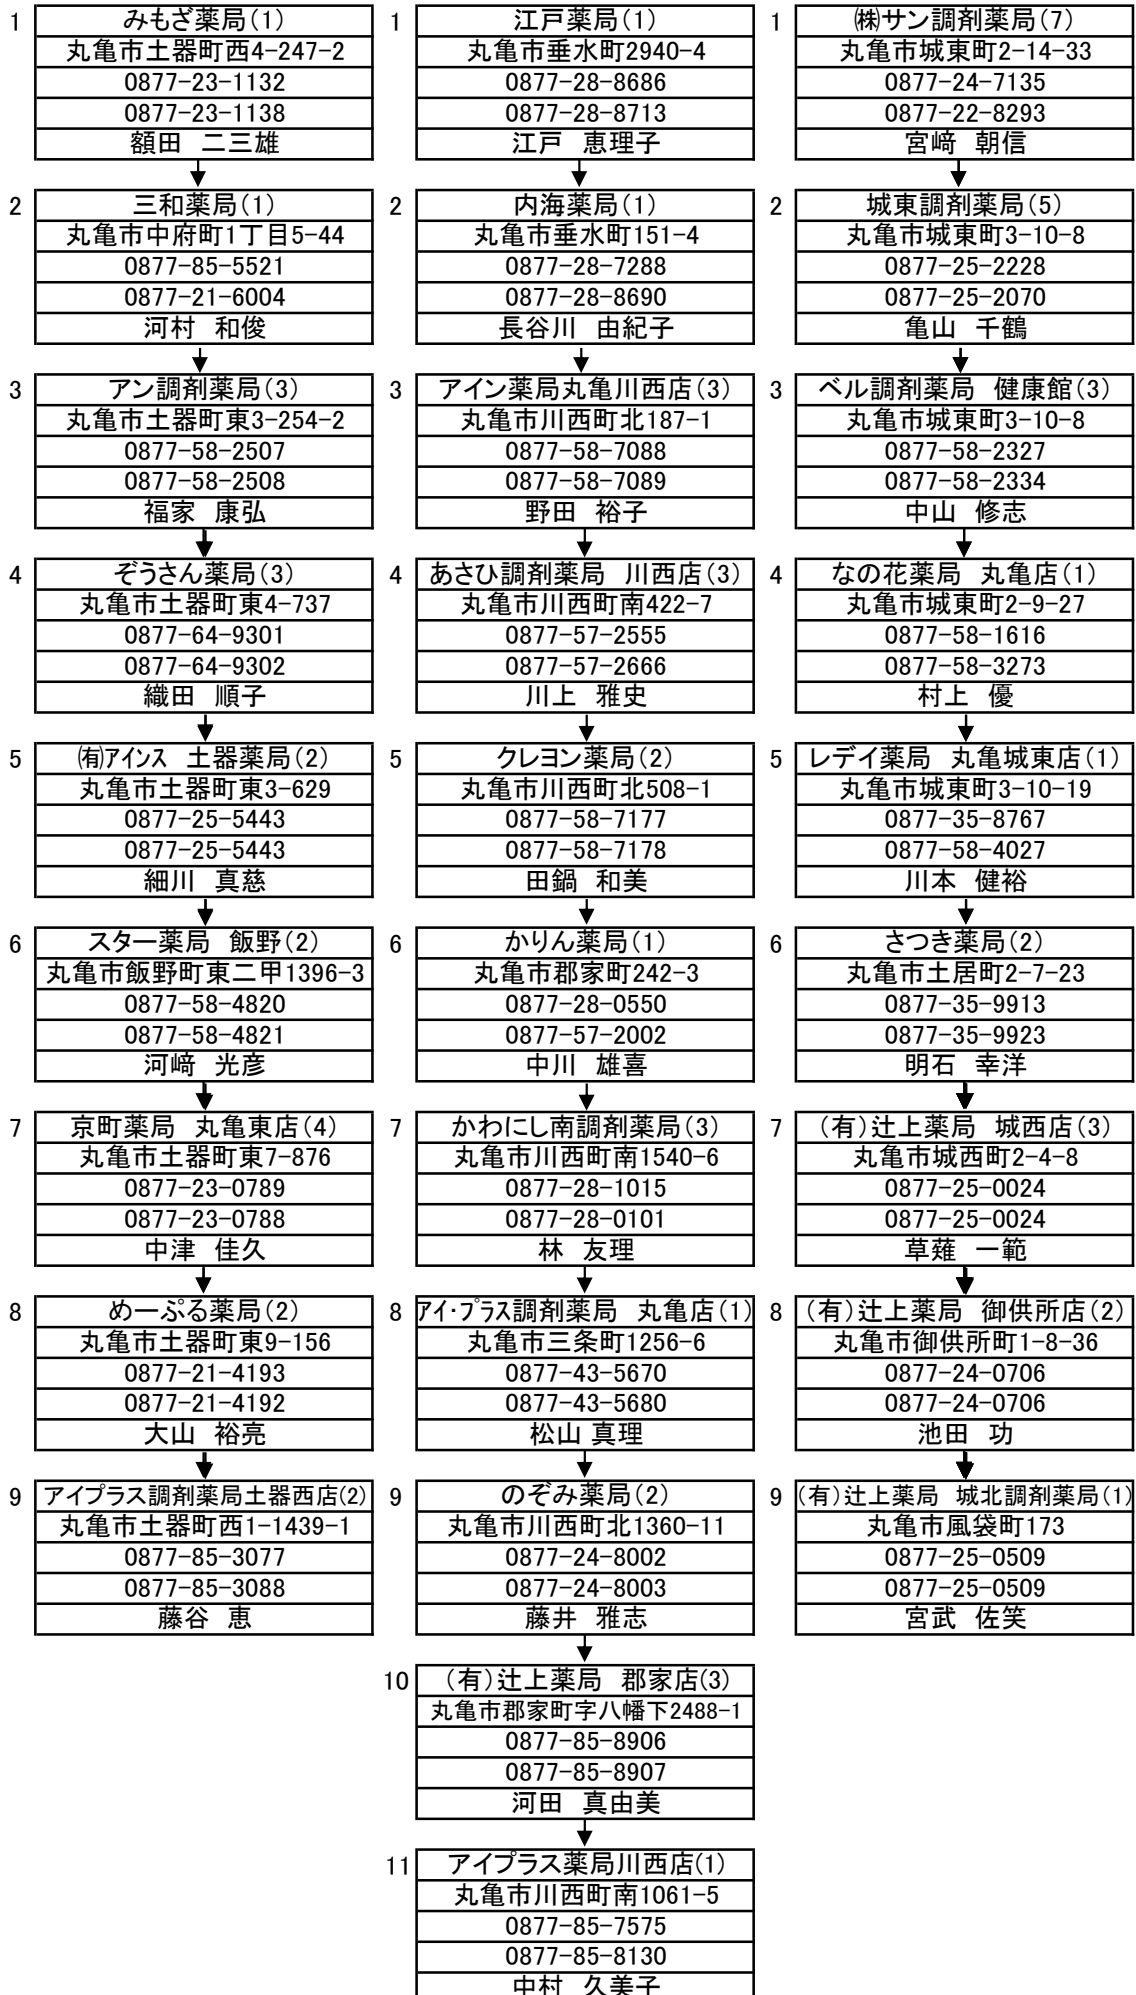 1
みもざ薬局(1)
丸亀市土器町西4-247-2
0877-23-1132
0877-23-1138
額田 二三雄
2
三和薬局(1)
丸亀市中府町1丁目5-44
0877-85-5521
0877-21-6004
河村 和俊
3
アン調剤薬局(3)
丸亀市土器町東3-254-2
0877-58-2507
0877-58-2508
福家 康弘
4
ぞうさん薬局(3)
丸亀市土器町東4-737
0877-64-9301
0877-64-9302
織田 順子
5
㈲アインス 土器薬局(2)
丸亀市土器町東3-629
0877-25-5443
0877-25-5443
細川 真慈
6
スター薬局 飯野(2)
丸亀市飯野町東二甲1396-3
0877-58-4820
0877-58-4821
河﨑 光彦
7
京町薬局 丸亀東店(4)
丸亀市土器町東7-876
0877-23-0789
0877-23-0788
中津 佳久
8
めーぷる薬局(2)
丸亀市土器町東9-156
0877-21-4193
0877-21-4192
大山 裕亮
9
アイプラス調剤薬局土器西店(2)
丸亀市土器町西1-1439-1
0877-85-3077
0877-85-3088
藤谷 恵
1
江戸薬局(1)
丸亀市垂水町2940-4
0877-28-8686
0877-28-8713
江戸 恵理子
2
内海薬局(1)
丸亀市垂水町151-4
0877-28-7288
0877-28-8690
長谷川 由紀子
3
アイン薬局丸亀川西店(3)
丸亀市川西町北187-1
0877-58-7088
0877-58-7089
野田 裕子
4
あさひ調剤薬局 川西店(3)
丸亀市川西町南422-7
0877-57-2555
0877-57-2666
川上 雅史
5
クレヨン薬局(2)
丸亀市川西町北508-1
0877-58-7177
0877-58-7178
田鍋 和美
6
かりん薬局(1)
丸亀市郡家町242-3
0877-28-0550
0877-57-2002
中川 雄喜
7
かわにし南調剤薬局(3)
丸亀市川西町南1540-6
0877-28-1015
0877-28-0101
林 友理
8
アイ・プラス調剤薬局 丸亀店(1)
丸亀市三条町1256-6
0877-43-5670
0877-43-5680
松山 真理
9
のぞみ薬局(2)
丸亀市川西町北1360-11
0877-24-8002
0877-24-8003
藤井 雅志
10
(有)辻上薬局 郡家店(3)
丸亀市郡家町字八幡下2488-1
0877-85-8906
0877-85-8907
河田 真由美
11
アイプラス薬局川西店(1)
丸亀市川西町南1061-5
0877-85-7575
0877-85-8130
中村 久美子
1
㈱サン調剤薬局(7)
丸亀市城東町2-14-33
0877-24-7135
0877-22-8293
宮﨑 朝信
2
城東調剤薬局(5)
丸亀市城東町3-10-8
0877-25-2228
0877-25-2070
亀山 千鶴
3
ベル調剤薬局 健康館(3)
丸亀市城東町3-10-8
0877-58-2327
0877-58-2334
中山 修志
4
なの花薬局 丸亀店(1)
丸亀市城東町2-9-27
0877-58-1616
0877-58-3273
村上 優
5
レデイ薬局 丸亀城東店(1)
丸亀市城東町3-10-19
0877-35-8767
0877-58-4027
川本 健裕
6
さつき薬局(2)
丸亀市土居町2-7-23
0877-35-9913
0877-35-9923
明石 幸洋
7
(有)辻上薬局 城西店(3)
丸亀市城西町2-4-8
0877-25-0024
0877-25-0024
草薙 一範
8
(有)辻上薬局 御供所店(2)
丸亀市御供所町1-8-36
0877-24-0706
0877-24-0706
池田 功
9
(有)辻上薬局 城北調剤薬局(1)
丸亀市風袋町173
0877-25-0509
0877-25-0509
宮武 佐笑